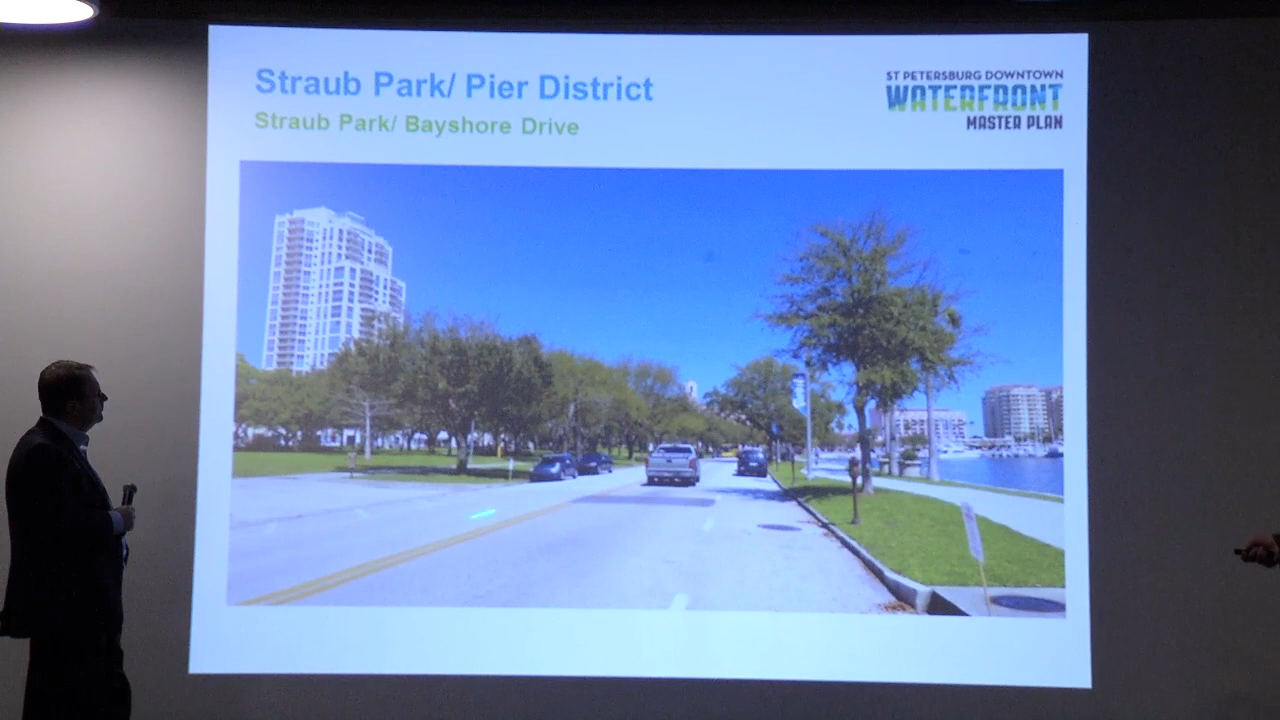 Straub Park/ Pier District
Straub Park/ Bayshore Drive
ST PETERSBURG DOWNTOWN
WATERFRONT
MASTER PLAN